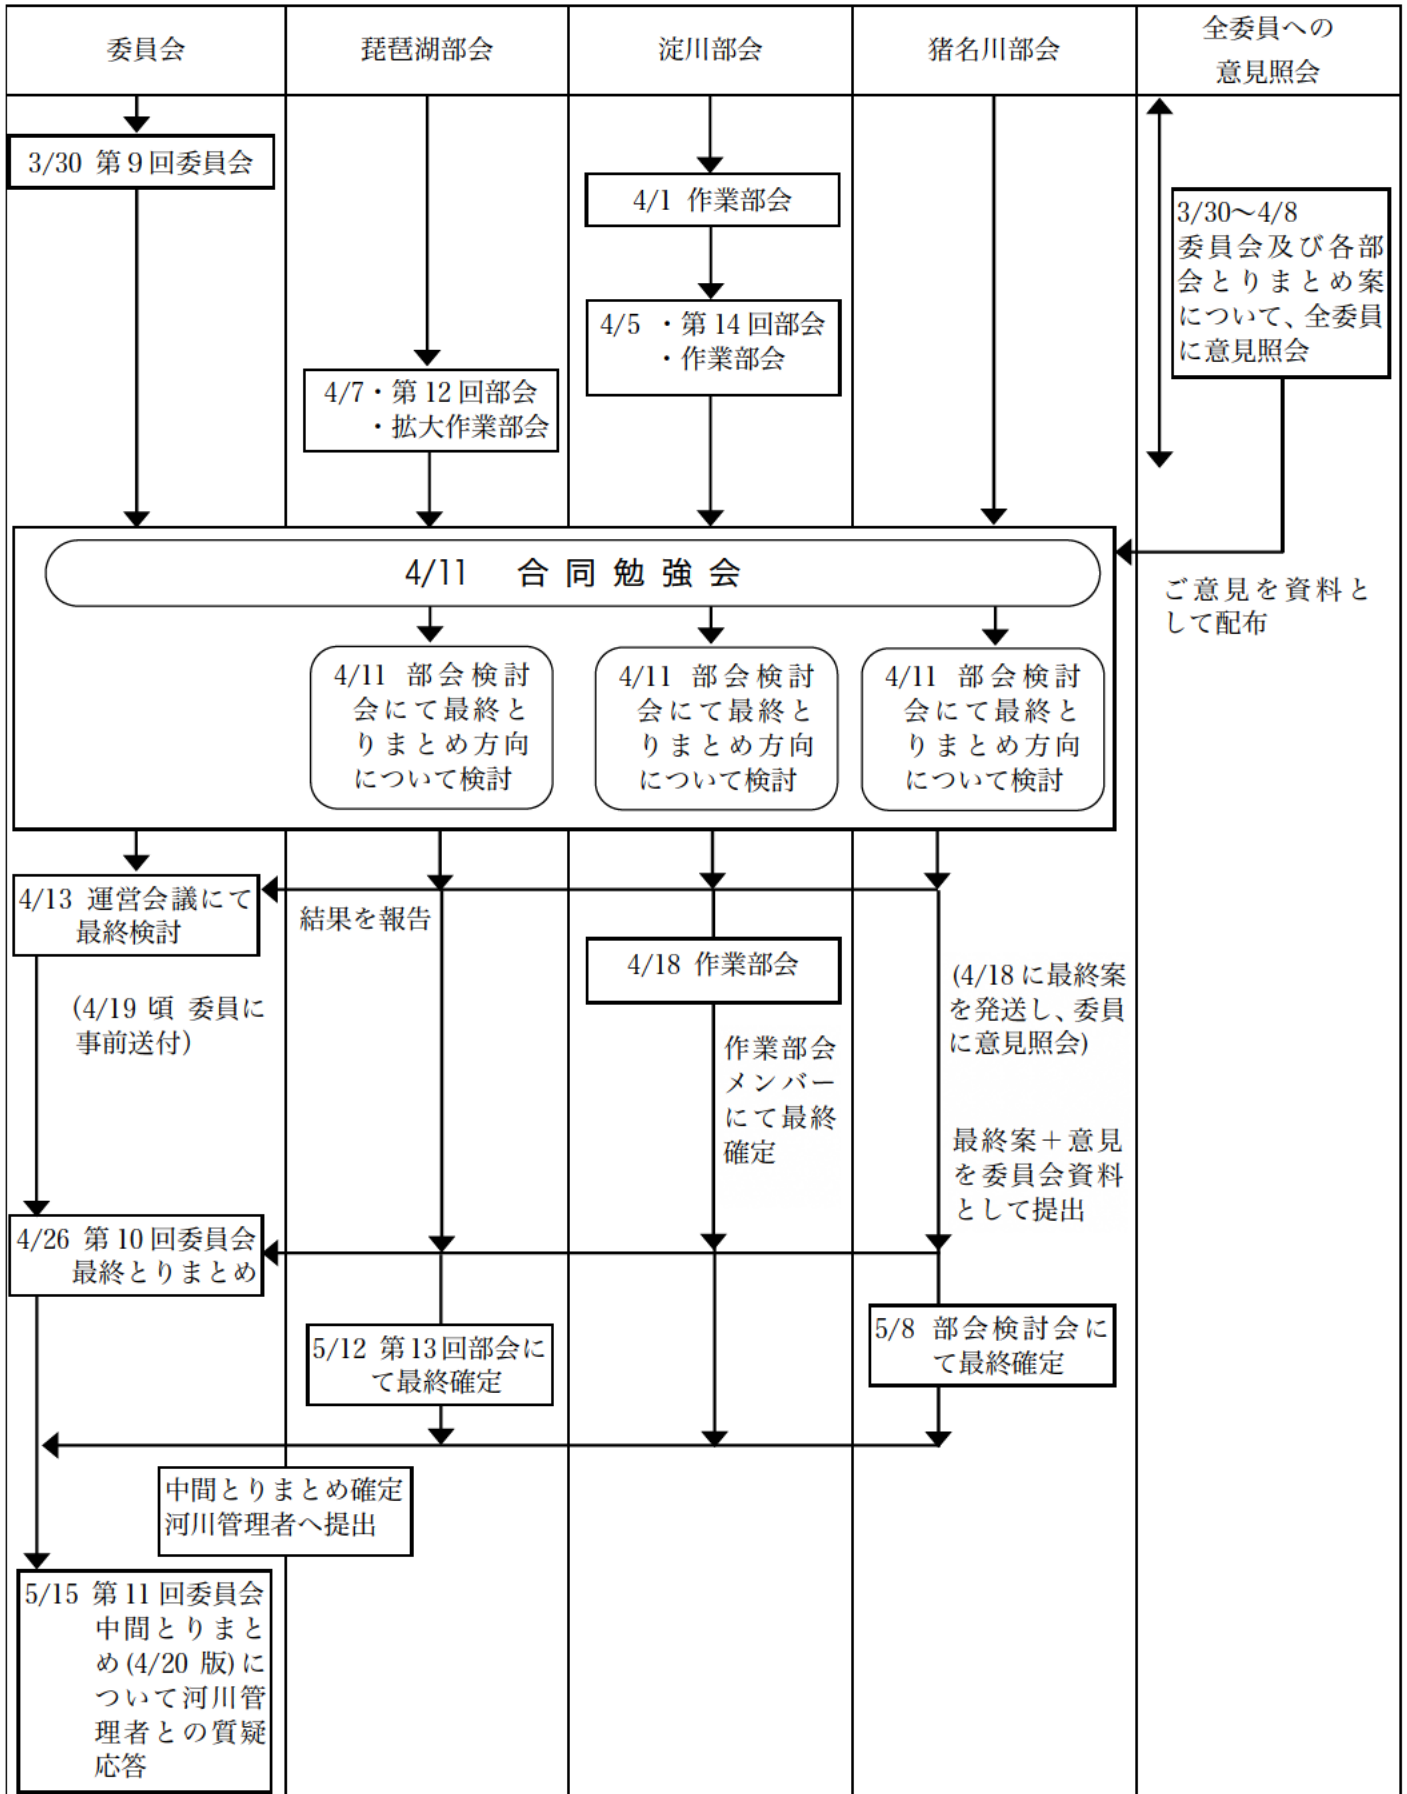 委員会
琵琶湖部会
淀川部会
猪名川部会
全委員への
意見照会
3/30 第9回委員会
4/1 作業部会
3/30～4/8
委員会及び各部
会とりまとめ案
について、全委員
に意見照会
4/5 ・第14回部会
・作業部会
4/7・第12回部会
・拡大作業部会
4/11 合同勉強会
ご意見を資料と
して配布
4/11 部会検討
会にて最終と
りまとめ方向
について検討
4/11 部会検討
会にて最終と
りまとめ方向
について検討
4/11 部会検討
会にて最終と
りまとめ方向
について検討
4/13 運営会議にて
最終検討
結果を報告
4/18 作業部会
(4/18に最終案
を発送し、委員
に意見照会)
(4/19頃 委員に
事前送付)
作業部会
メンバー
にて最終
確定
最終案＋意見
を委員会資料
として提出
4/26 第10回委員会
最終とりまとめ
5/12 第13回部会に
て最終確定
5/8 部会検討会に
て最終確定
中間とりまとめ確定
河川管理者へ提出
5/15 第11回委員会
中間とりまと
め(4/20 版)に
ついて河川管
理者との質疑
応答